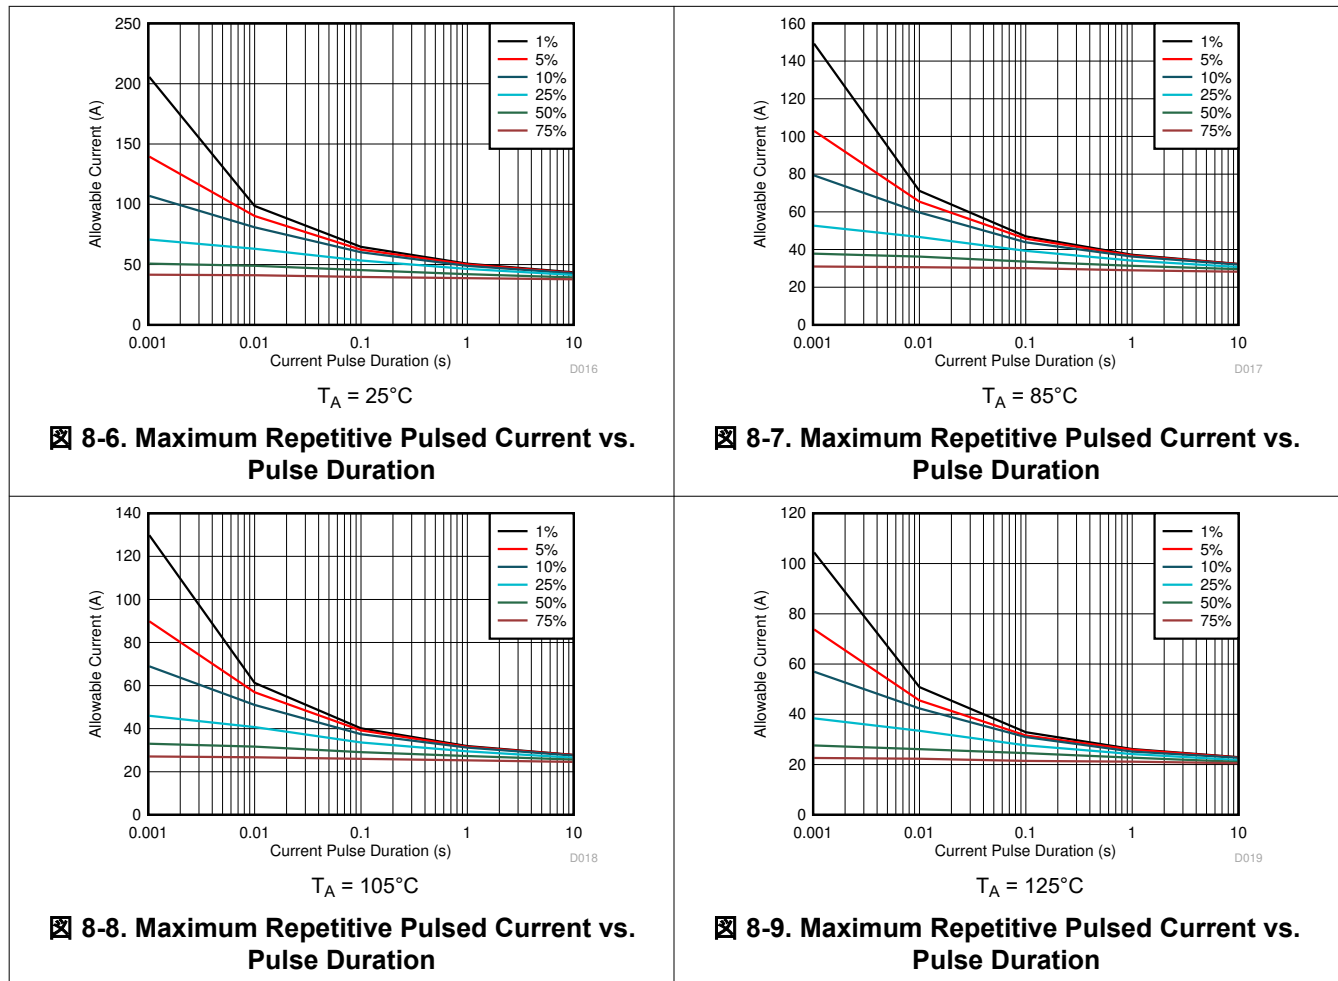 250
200
150
100
50
0
Allowable Current (A)
1%
5%
10%
25%
50%
75%
0.001 0.01 0.1 1 10
Current Pulse Duration (s)
D016
T_A = 25°C
図 8-6. Maximum Repetitive Pulsed Current vs.
Pulse Duration
160
140
120
100
80
60
40
20
0
Allowable Current (A)
1%
5%
10%
25%
50%
75%
0.001 0.01 0.1 1 10
Current Pulse Duration (s)
D017
T_A = 85°C
図 8-7. Maximum Repetitive Pulsed Current vs.
Pulse Duration
140
120
100
80
60
40
20
0
Allowable Current (A)
1%
5%
10%
25%
50%
75%
0.001 0.01 0.1 1 10
Current Pulse Duration (s)
D018
T_A = 105°C
図 8-8. Maximum Repetitive Pulsed Current vs.
Pulse Duration
120
100
80
60
40
20
0
Allowable Current (A)
1%
5%
10%
25%
50%
75%
0.001 0.01 0.1 1 10
Current Pulse Duration (s)
D019
T_A = 125°C
図 8-9. Maximum Repetitive Pulsed Current vs.
Pulse Duration